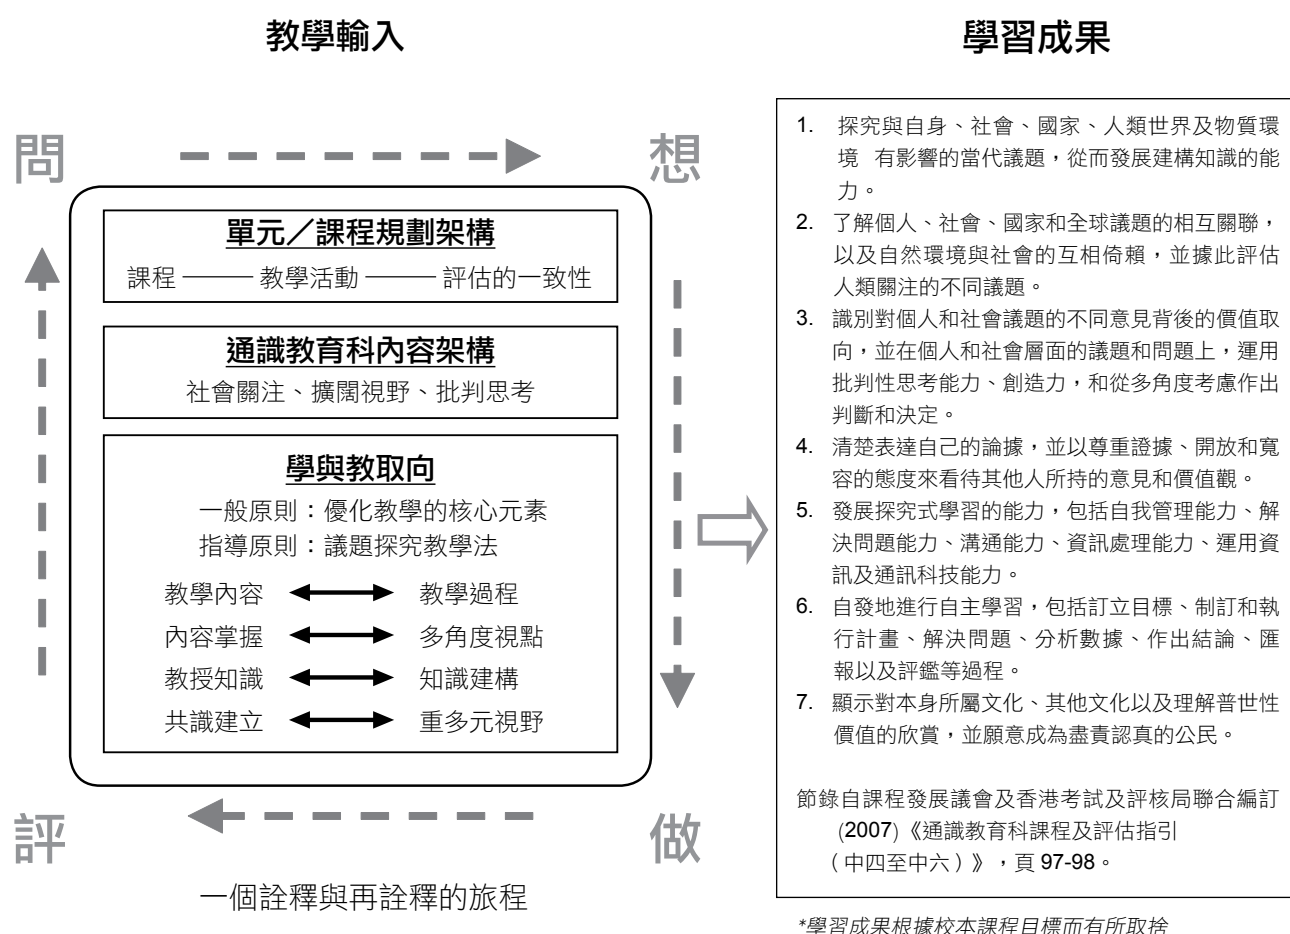 教學輸入
學習成果
問
想
單元／課程規劃架構
課程 ─── 教學活動 ─── 評估的一致性
通識教育科內容架構
社會關注、擴闊視野、批判思考
學與教取向
一般原則：優化教學的核心元素
指導原則：議題探究教學法
教學內容 教學過程
內容掌握 多角度視點
教授知識 知識建構
共識建立 重多元視野
評
做
一個詮釋與再詮釋的旅程
1. 探究與自身、社會、國家、人類世界及物質環
境 有影響的當代議題，從而發展建構知識的能
力。
2. 了解個人、社會、國家和全球議題的相互關聯，
以及自然環境與社會的互相倚賴，並據此評估
人類關注的不同議題。
3. 識別對個人和社會議題的不同意見背後的價值取
向，並在個人和社會層面的議題和問題上，運用
批判性思考能力、創造力，和從多角度考慮作出
判斷和決定。
4. 清楚表達自己的論據，並以尊重證據、開放和寬
容的態度來看待其他人所持的意見和價值觀。
5. 發展探究式學習的能力，包括自我管理能力、解
決問題能力、溝通能力、資訊處理能力、運用資
訊及通訊科技能力。
6. 自發地進行自主學習，包括訂立目標、制訂和執
行計畫、解決問題、分析數據、作出結論、匯
報以及評鑑等過程。
7. 顯示對本身所屬文化、其他文化以及理解普世性
價值的欣賞，並願意成為盡責認真的公民。
節錄自課程發展議會及香港考試及評核局聯合編訂
(2007)《通識教育科課程及評估指引
（中四至中六）》，頁 97-98。
*學習成果根據校本課程目標而有所取捨